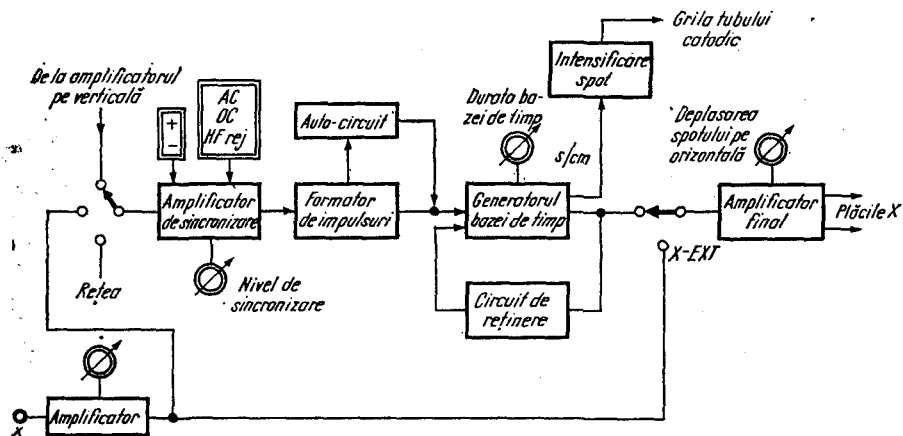 Grila tubului
catodic
Intensificare
spot
De la amplificatorul
pe verticală
+
-
AC
DC
HF rej
Auto-circuit
Durata ba-
zei de timp
s/cm
Deplasarea
spotului pe
orizontală
Amplificator
de sincronizare
Formator
de impulsuri
Generatorul
bazei de timp
Amplificator
final
Plăcile X
X-EXT
Rețea
Nivel de
sincronizare
Circuit de
reținere
Amplificator
X